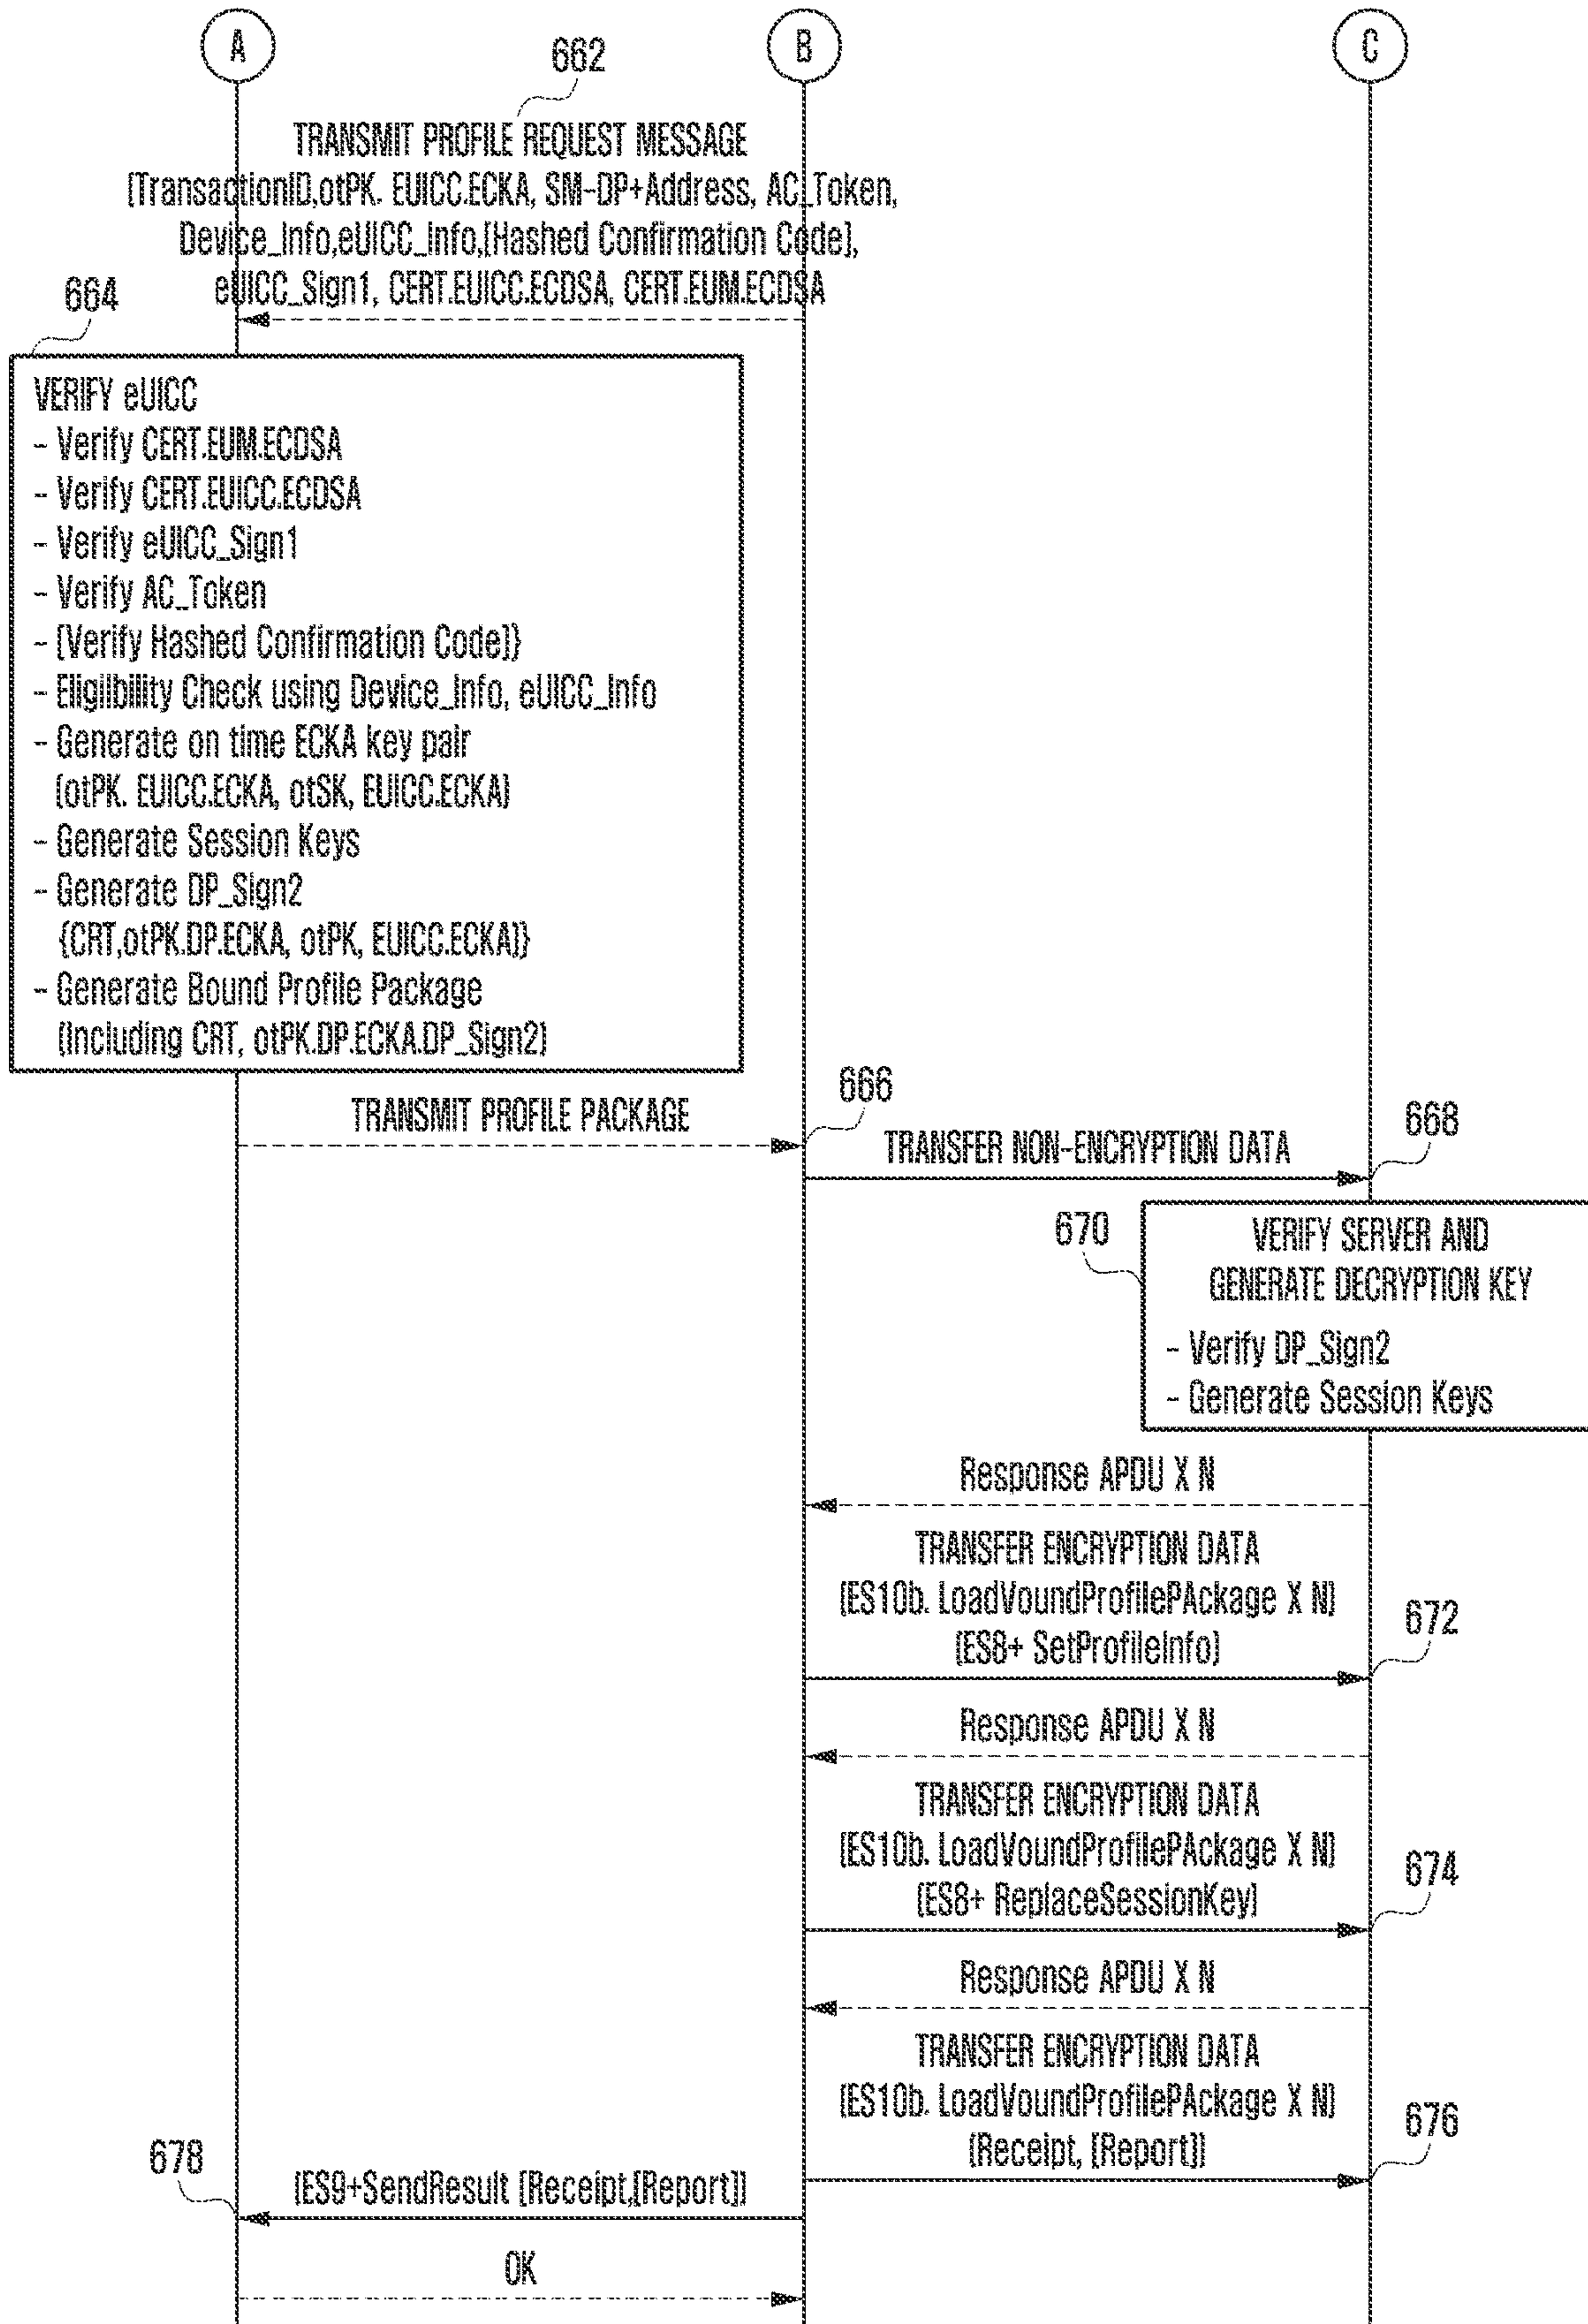 A
B
C
662
TRANSMIT PROFILE REQUEST MESSAGE
(TransactionID,otPK. EUICC.ECKA, SM-DP+Address, AC_Token,
Device_Info,eUICC_Info,[Hashed Confirmation Code],
eUICC_Sign1, CERT.EUICC.ECDSA, CERT.EUM.ECDSA
664
VERIFY eUICC
- Verify CERT.EUM.ECDSA
- Verify CERT.EUICC.ECDSA
- Verify eUICC_Sign1
- Verify AC_Token
- [Verify Hashed Confirmation Code]}
- Eligilbility Check using Device_Info, eUICC_Info
- Generate on time ECKA key pair
(otPK. EUICC.ECKA, otSK, EUICC.ECKA)
- Generate Session Keys
- Generate DP_Sign2
{CRT,otPK.DP.ECKA, otPK, EUICC.ECKA)}
- Generate Bound Profile Package
(Including CRT, otPK.DP.ECKA.DP_Sign2)
TRANSMIT PROFILE PACKAGE
666
TRANSFER NON-ENCRYPTION DATA
668
670
VERIFY SERVER AND
GENERATE DECRYPTION KEY
- Verify DP_Sign2
- Generate Session Keys
Response APDU X N
TRANSFER ENCRYPTION DATA
(ES10b. LoadVoundProfilePAckage X N)
(ES8+ SetProfileInfo)
672
Response APDU X N
TRANSFER ENCRYPTION DATA
(ES10b. LoadVoundProfilePAckage X N)
(ES8+ ReplaceSessionKey)
674
Response APDU X N
TRANSFER ENCRYPTION DATA
(ES10b. LoadVoundProfilePAckage X N)
(Receipt, [Report])
676
678
(ES9+SendResult [Receipt,[Report])
OK